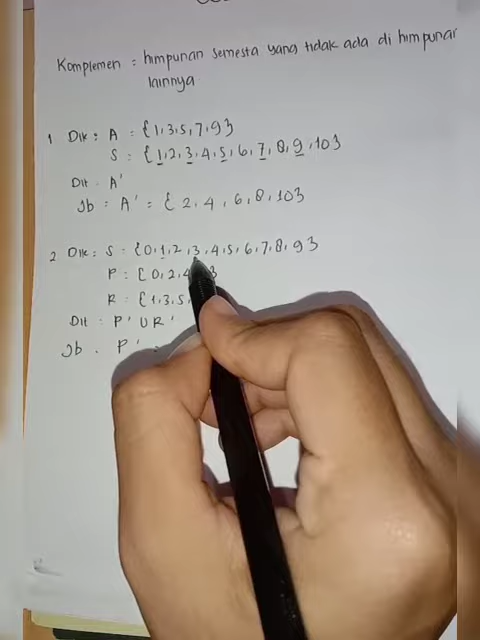 Komplemen : himpunan semesta yang tidak ada di himpunan
lainnya
1 Dik : A = {1,3,5,7,9}
S : {1,2,3,4,5,6,7,8,9,10}
Dit : A'
Jb : A' = {2,4,6,8,10}
2 Dik : S : {0,1,2,3,4,5,6,7,8,9}
P : {0,2,4
R : {1,3,5,
Dit : P' U R'
Jb . P'